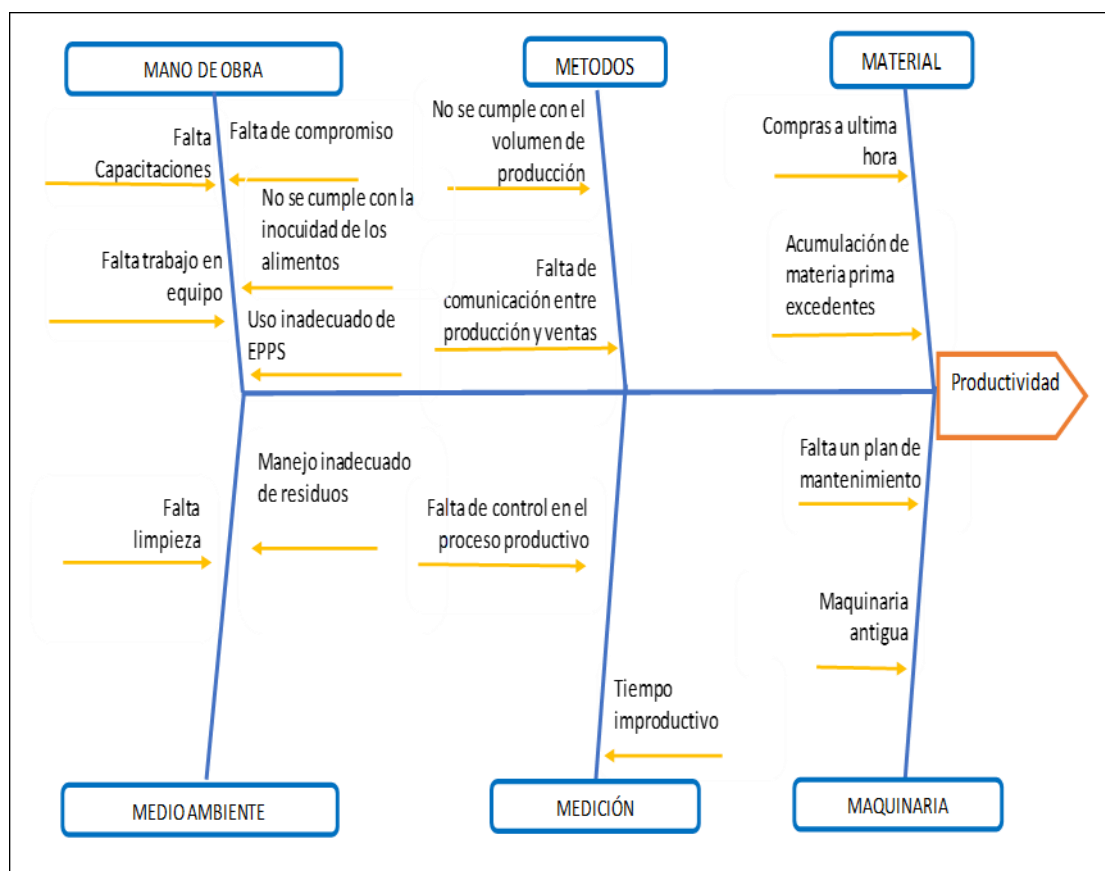 MANO DE OBRA
METODOS
MATERIAL
Falta
Capacitaciones
Falta de compromiso
No se cumple con la
inocuidad de los
alimentos
Falta trabajo en
equipo
Uso inadecuado de
EPPS
No se cumple con el
volumen de
producción
Falta de
comunicación entre
producción y ventas
Compras a ultima
hora
Acumulación de
materia prima
excedentes
Productividad
Falta
limpieza
Manejo inadecuado
de residuos
Falta de control en el
proceso productivo
Tiempo
improductivo
Falta un plan de
mantenimiento
Maquinaria
antigua
MEDIO AMBIENTE
MEDICIÓN
MAQUINARIA